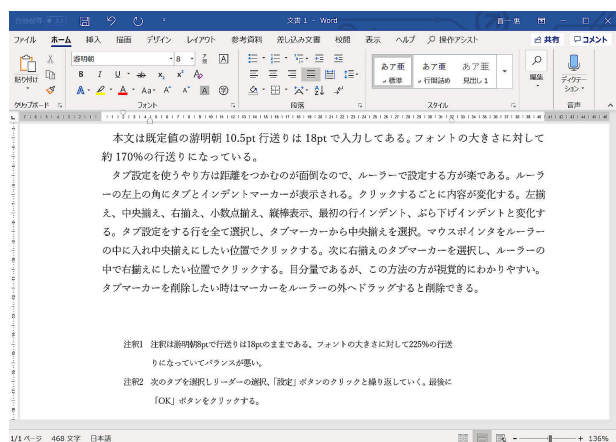 自動保存 オフ 文書 1 - Word
ファイル ホーム 挿入 描画 デザイン レイアウト 参考資料 差し込み文書 校閲 表示 ヘルプ 操作アシスト 共有 コメント
貼り付け 游明朝 8 あア亜 あア亜 あア亜 編集 ディクテーション
標準 行間詰め 見出し 1
クリップボード フォント 段落 スタイル 音声
本文は既定値の游明朝 10.5pt 行送りは 18pt で入力してある。フォントの大きさに対して
約 170%の行送りになっている。
タブ設定を使うやり方は距離をつかむのが面倒なので、ルーラーで設定する方が楽である。ルーラ
ーの左上の角にタブとインデントマーカーが表示される。クリックするごとに内容が変化する。左揃
え、中央揃え、右揃え、小数点揃え、縦棒表示、最初の行インデント、ぶら下げインデントと変化す
る。タブ設定をする行を全て選択し、タブマーカーから中央揃えを選択。マウスポインタをルーラー
の中に入れ中央揃えにしたい位置でクリックする。次に右揃えのタブマーカーを選択し、ルーラーの
中で右揃えにしたい位置でクリックする。目分量であるが、この方法の方が視覚的にわかりやすい。
タブマーカーを削除したい時はマーカーをルーラーの外へドラッグすると削除できる。
注釈1 注釈は游明朝8ptで行送りは18ptのままである。フォントの大きさに対して225%の行送
りになっていてバランスが悪い。
注釈2 次のタブを選択しリーダーの選択、「設定」ボタンのクリックと繰り返していく。最後に
「OK」ボタンをクリックする。
1/1 ページ 468 文字 日本語 136%